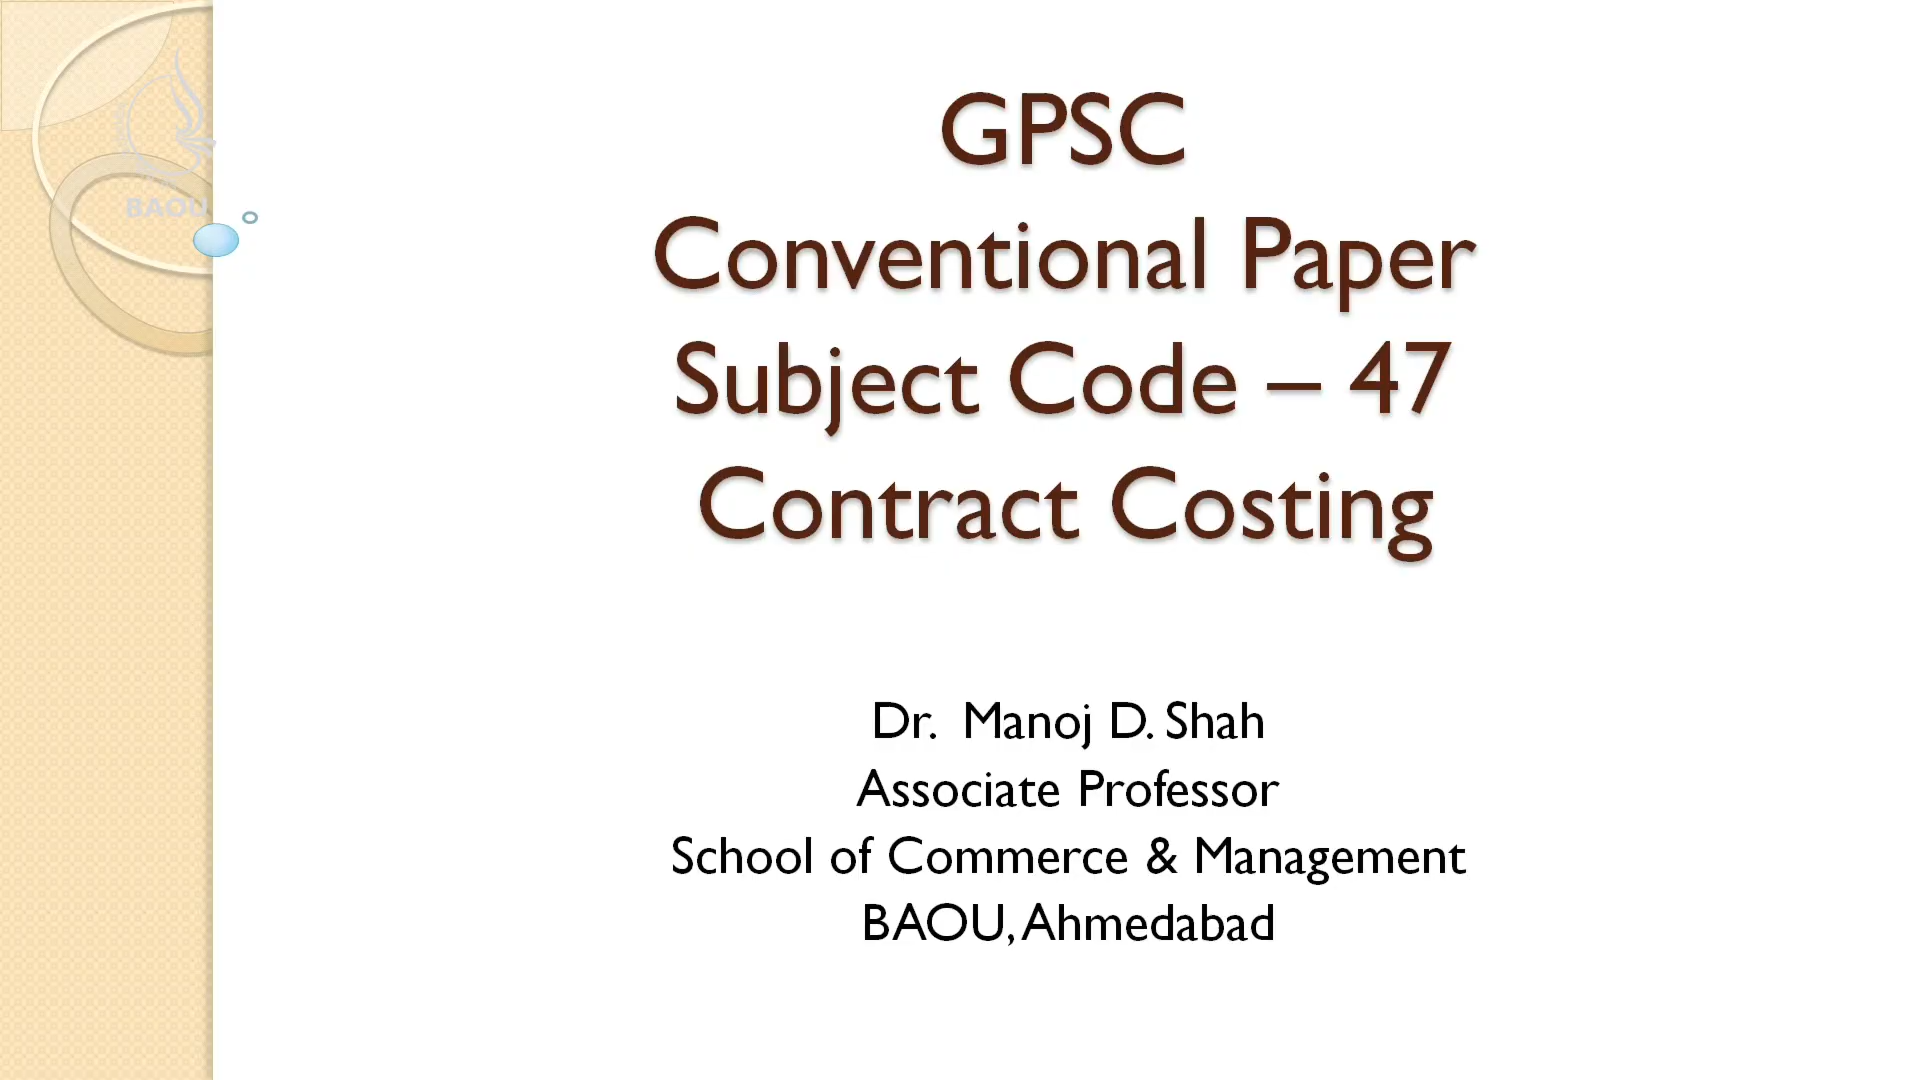 BAOU
GPSC
Conventional Paper
Subject Code – 47
Contract Costing
Dr. Manoj D. Shah
Associate Professor
School of Commerce & Management
BAOU, Ahmedabad